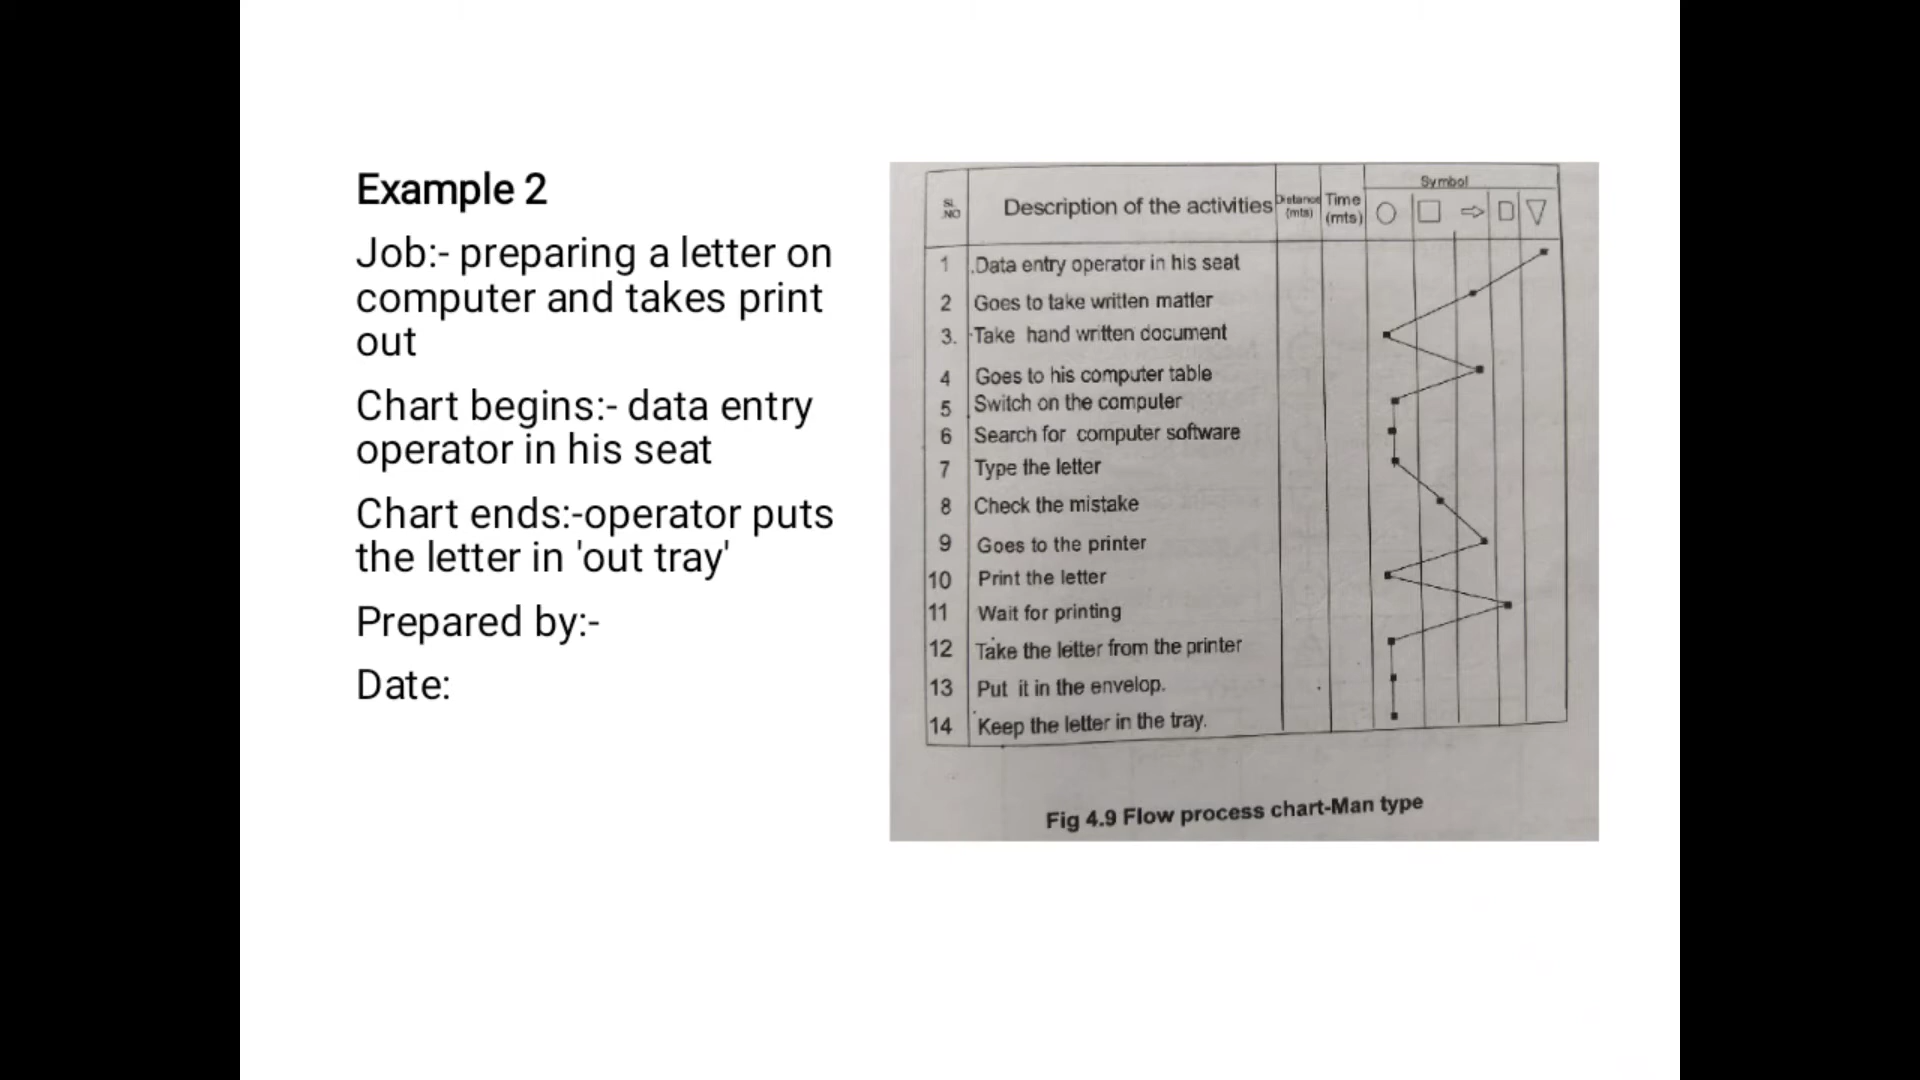 Example 2
Job:- preparing a letter on
computer and takes print
out
Chart begins:- data entry
operator in his seat
Chart ends:-operator puts
the letter in 'out tray'
Prepared by:-
Date:
SL. NO Description of the activities Distance (mts) Time (mts) Symbol
1 Data entry operator in his seat
2 Goes to take written matter
3. Take hand written document
4 Goes to his computer table
5 Switch on the computer
6 Search for computer software
7 Type the letter
8 Check the mistake
9 Goes to the printer
10 Print the letter
11 Wait for printing
12 Take the letter from the printer
13 Put it in the envelop.
14 Keep the letter in the tray.
Fig 4.9 Flow process chart-Man type